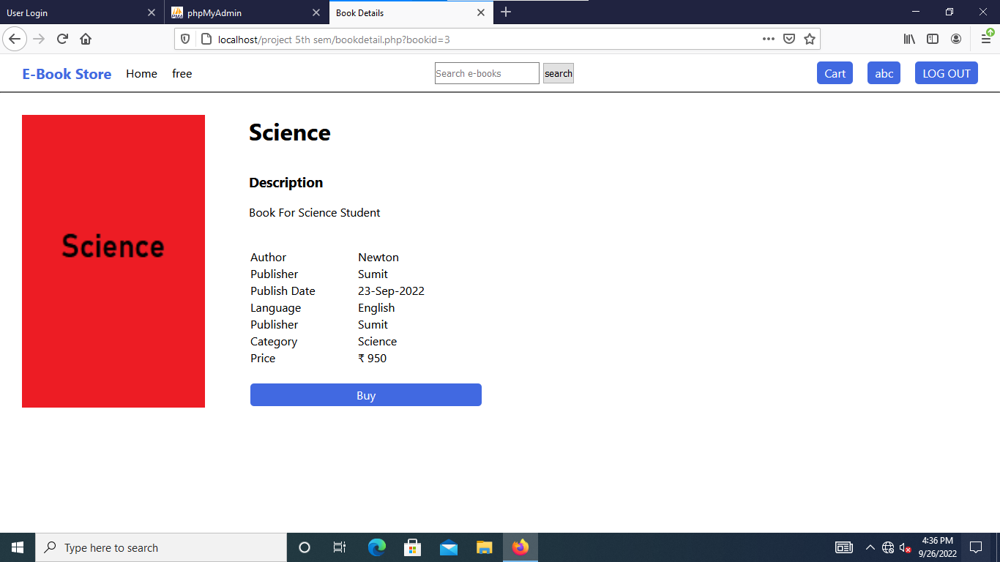 User Login
phpMyAdmin
Book Details
localhost/project 5th sem/bookdetail.php?bookid=3
E-Book Store Home free Search e-books search Cart abc LOG OUT
Science
Science
Description
Book For Science Student
Author Newton
Publisher Sumit
Publish Date 23-Sep-2022
Language English
Publisher Sumit
Category Science
Price ₹ 950
Buy
Type here to search
4:36 PM
9/26/2022